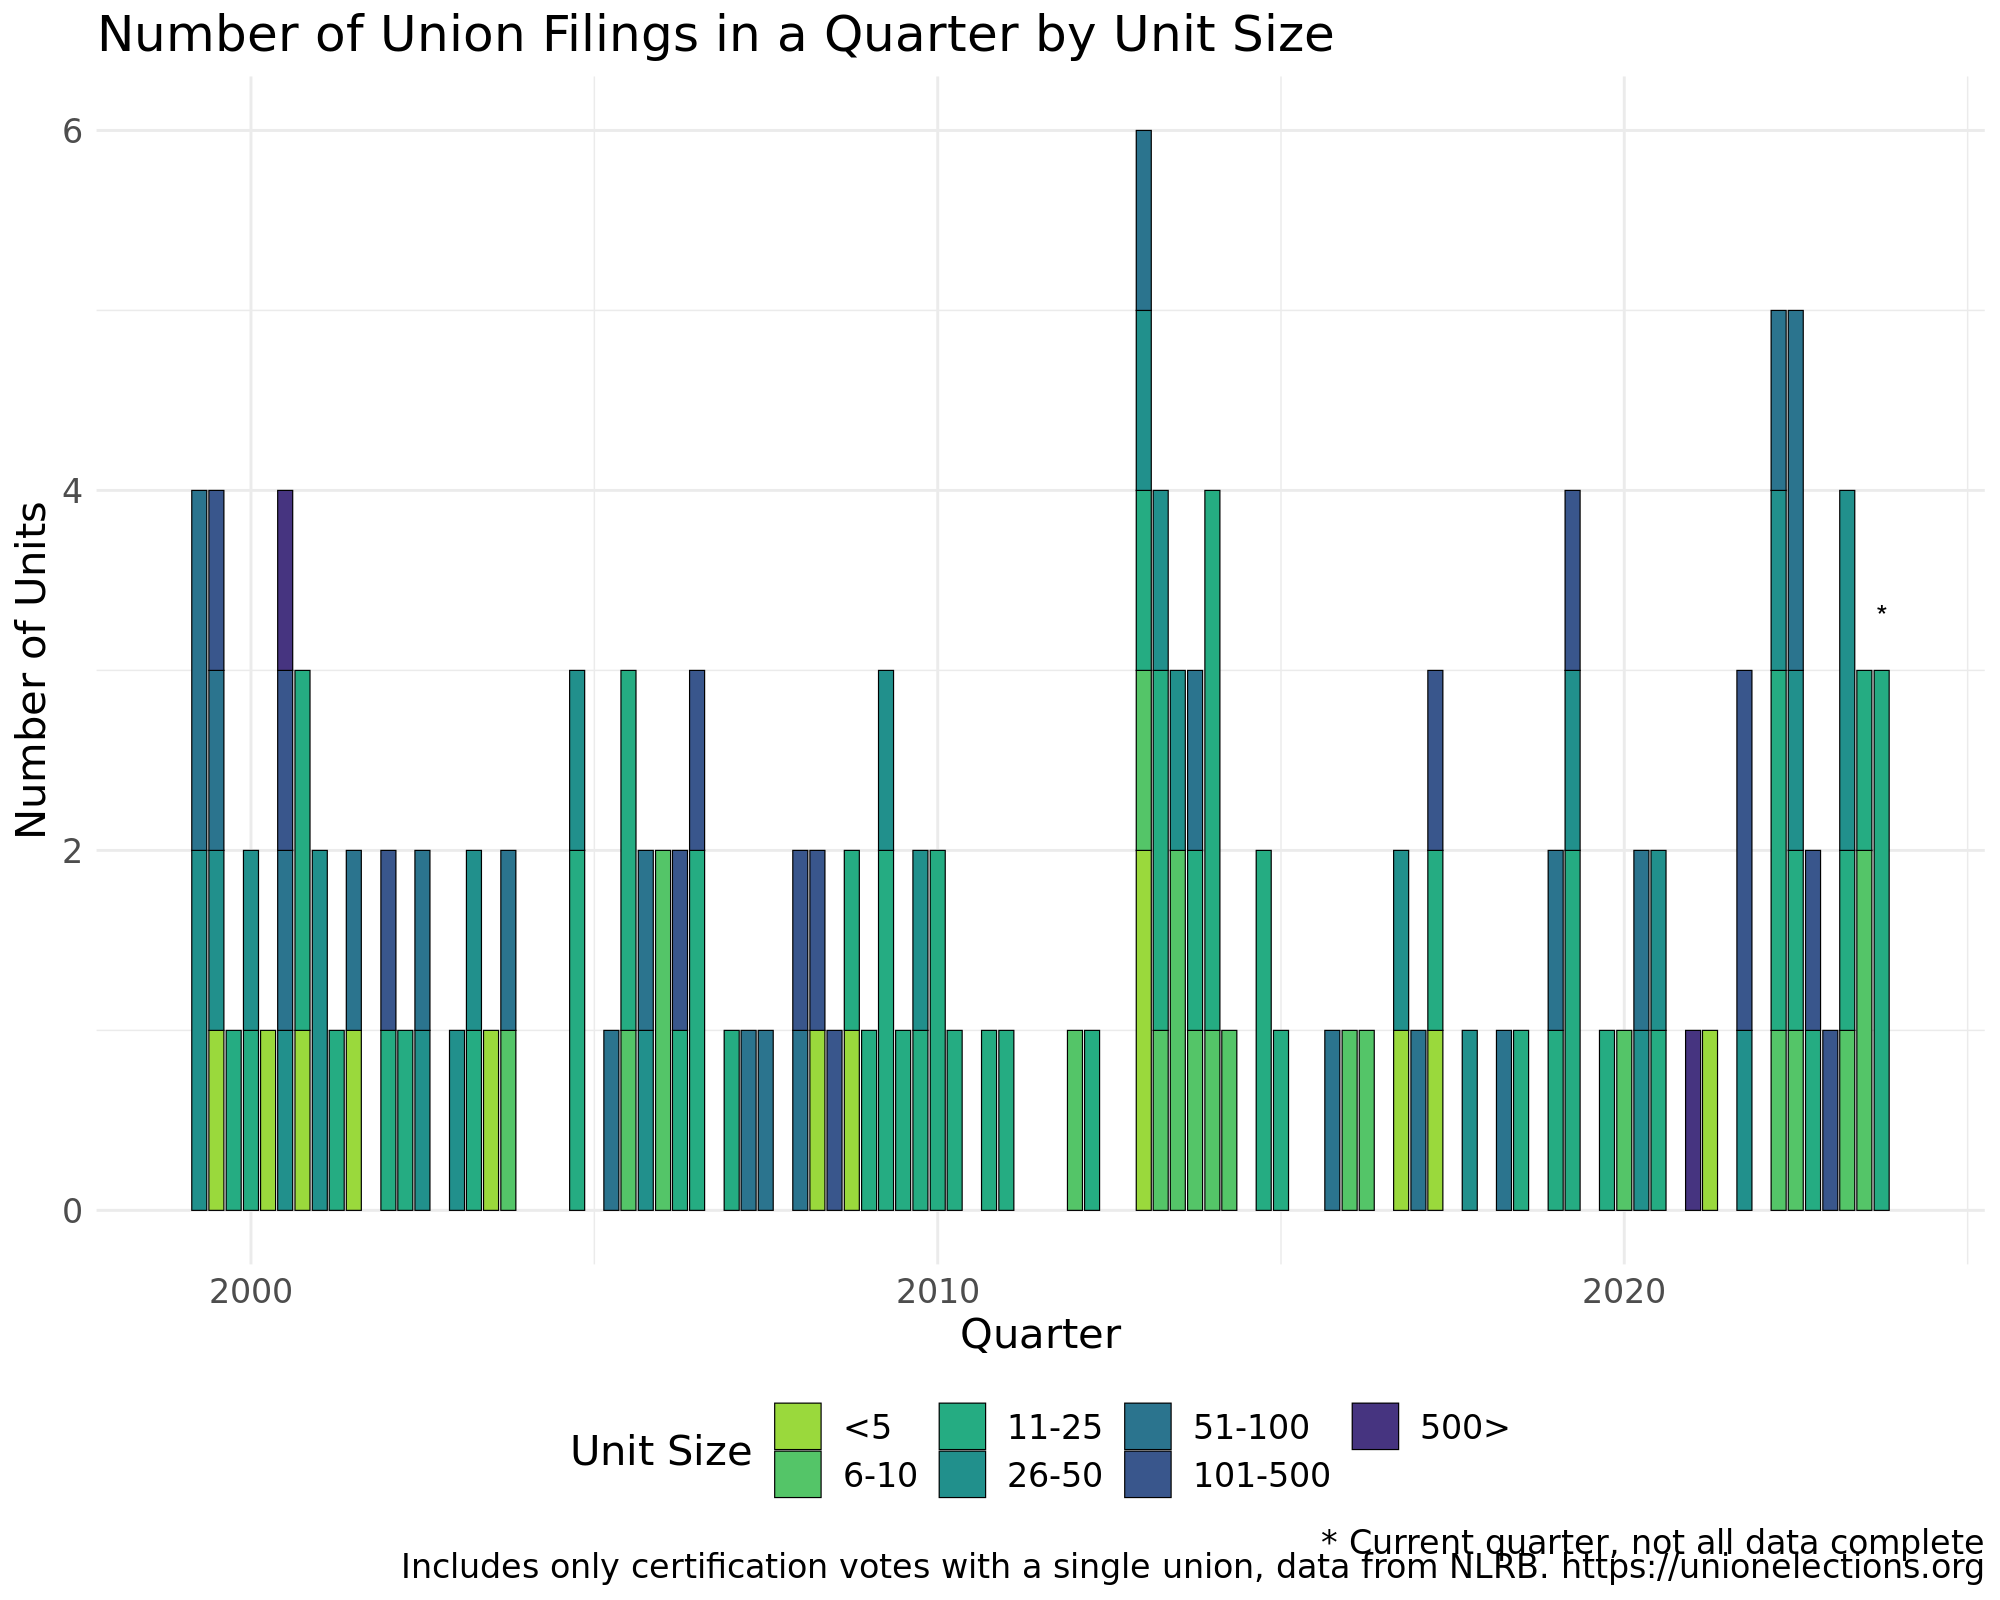 Number of Union Filings in a Quarter by Unit Size
6
4
2
0
Number of Units
*
2000 2010 2020
Quarter
Unit Size
<5 11-25 51-100 500>
6-10 26-50 101-500
* Current quarter, not all data complete
Includes only certification votes with a single union, data from NLRB. https://unionelections.org